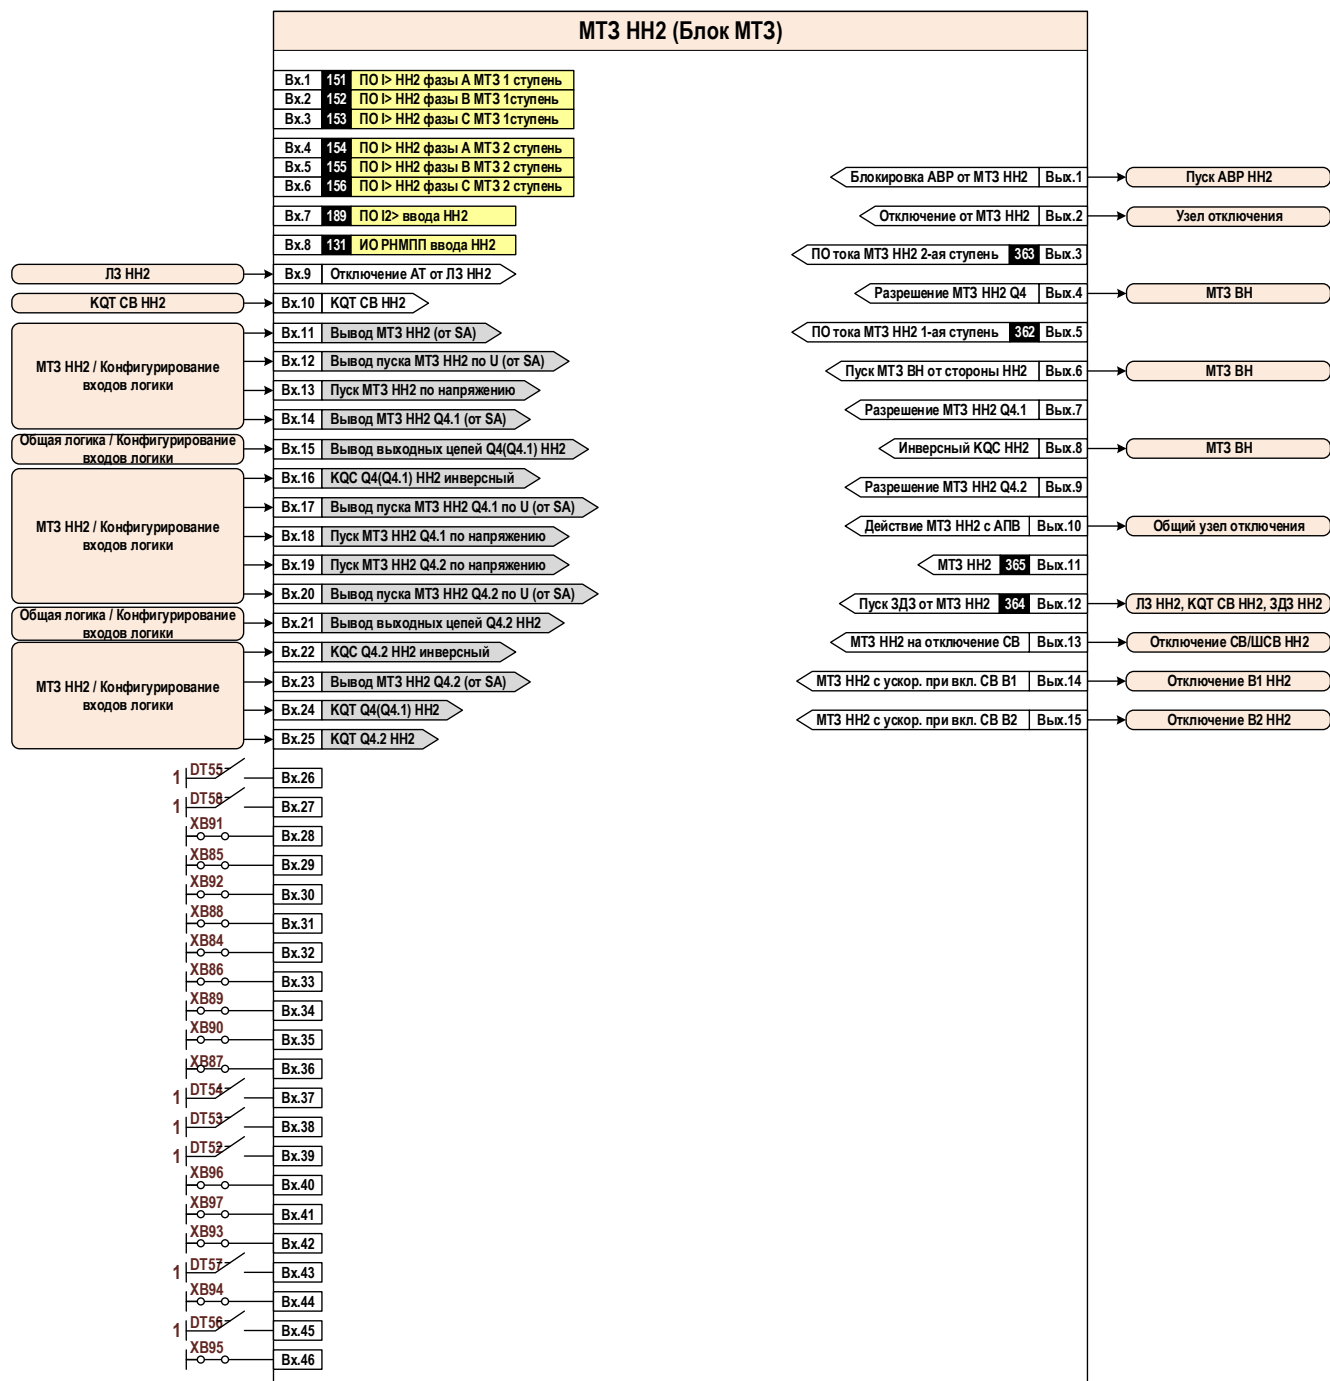 МТЗ НН2 (Блок МТЗ)
Вх.1 151 ПО I> НН2 фазы А МТЗ 1 ступень
Вх.2 152 ПО I> НН2 фазы В МТЗ 1ступень
Вх.3 153 ПО I> НН2 фазы С МТЗ 1ступень
Вх.4 154 ПО I> НН2 фазы А МТЗ 2 ступень
Вх.5 155 ПО I> НН2 фазы В МТЗ 2 ступень
Вх.6 156 ПО I> НН2 фазы С МТЗ 2 ступень
Вх.7 189 ПО I2> ввода НН2
Вх.8 131 ИО РНМПП ввода НН2
ЛЗ НН2 Вх.9 Отключение АТ от ЛЗ НН2
KQT СВ НН2 Вх.10 KQT СВ НН2
МТЗ НН2 / Конфигурирование
входов логики
Вх.11 Вывод МТЗ НН2 (от SA)
Вх.12 Вывод пуска МТЗ НН2 по U (от SA)
Вх.13 Пуск МТЗ НН2 по напряжению
Вх.14 Вывод МТЗ НН2 Q4.1 (от SA)
Общая логика / Конфигурирование
входов логики
Вх.15 Вывод выходных цепей Q4(Q4.1) НН2
МТЗ НН2 / Конфигурирование
входов логики
Вх.16 KQC Q4(Q4.1) НН2 инверсный
Вх.17 Вывод пуска МТЗ НН2 Q4.1 по U (от SA)
Вх.18 Пуск МТЗ НН2 Q4.1 по напряжению
Вх.19 Пуск МТЗ НН2 Q4.2 по напряжению
Вх.20 Вывод пуска МТЗ НН2 Q4.2 по U (от SA)
Общая логика / Конфигурирование
входов логики
Вх.21 Вывод выходных цепей Q4.2 НН2
МТЗ НН2 / Конфигурирование
входов логики
Вх.22 KQC Q4.2 НН2 инверсный
Вх.23 Вывод МТЗ НН2 Q4.2 (от SA)
Вх.24 KQT Q4(Q4.1) НН2
Вх.25 KQT Q4.2 НН2
1 DT55 Вх.26
1 DT58 Вх.27
XB91 Вх.28
XB85 Вх.29
XB92 Вх.30
XB88 Вх.31
XB84 Вх.32
XB86 Вх.33
XB89 Вх.34
XB90 Вх.35
XB87 Вх.36
1 DT54 Вх.37
1 DT53 Вх.38
1 DT52 Вх.39
XB96 Вх.40
XB97 Вх.41
XB93 Вх.42
1 DT57 Вх.43
XB94 Вх.44
1 DT56 Вх.45
XB95 Вх.46
Блокировка АВР от МТЗ НН2 Вых.1 Пуск АВР НН2
Отключение от МТЗ НН2 Вых.2 Узел отключения
ПО тока МТЗ НН2 2-ая ступень 363 Вых.3
Разрешение МТЗ НН2 Q4 Вых.4 МТЗ ВН
ПО тока МТЗ НН2 1-ая ступень 362 Вых.5
Пуск МТЗ ВН от стороны НН2 Вых.6 МТЗ ВН
Разрешение МТЗ НН2 Q4.1 Вых.7
Инверсный KQC НН2 Вых.8 МТЗ ВН
Разрешение МТЗ НН2 Q4.2 Вых.9
Действие МТЗ НН2 с АПВ Вых.10 Общий узел отключения
МТЗ НН2 365 Вых.11
Пуск ЗДЗ от МТЗ НН2 364 Вых.12 ЛЗ НН2, KQT СВ НН2, ЗДЗ НН2
МТЗ НН2 на отключение СВ Вых.13 Отключение СВ/ШСВ НН2
МТЗ НН2 с ускор. при вкл. СВ В1 Вых.14 Отключение В1 НН2
МТЗ НН2 с ускор. при вкл. СВ В2 Вых.15 Отключение В2 НН2